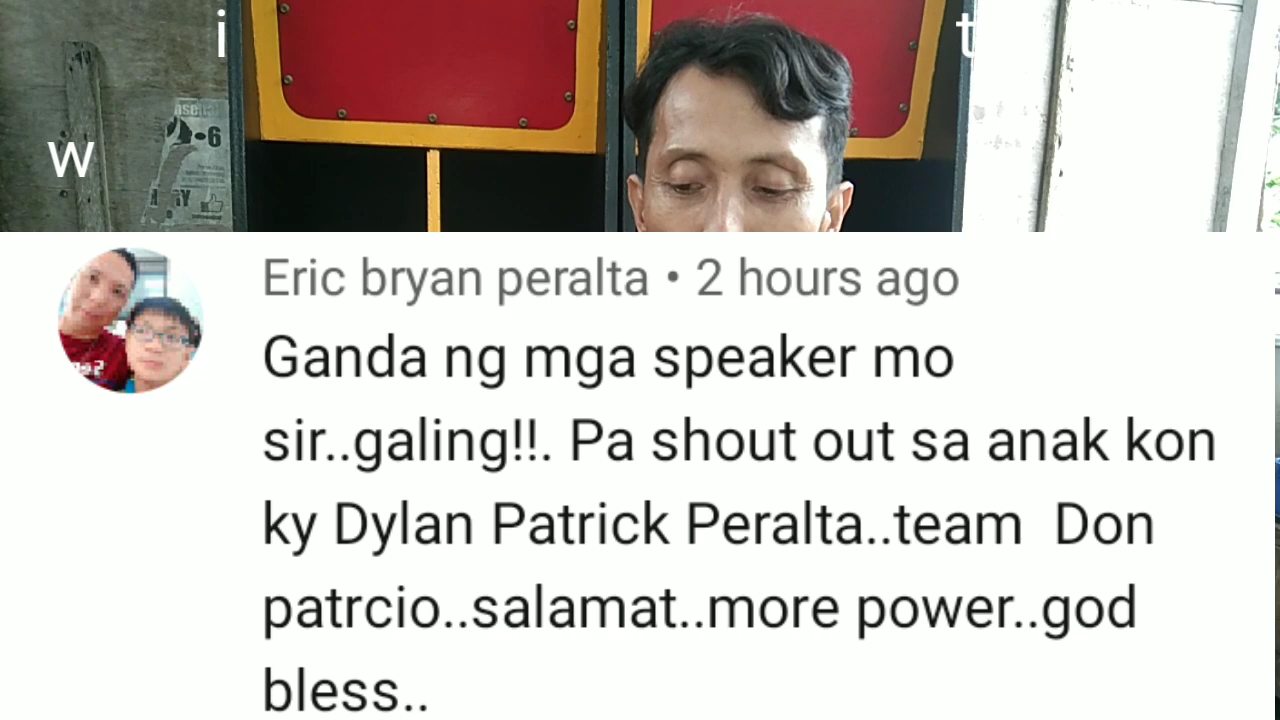 i t
w
-6
Eric bryan peralta • 2 hours ago
Ganda ng mga speaker mo
sir..galing!!. Pa shout out sa anak kon
ky Dylan Patrick Peralta..team Don
patrcio..salamat..more power..god
bless..